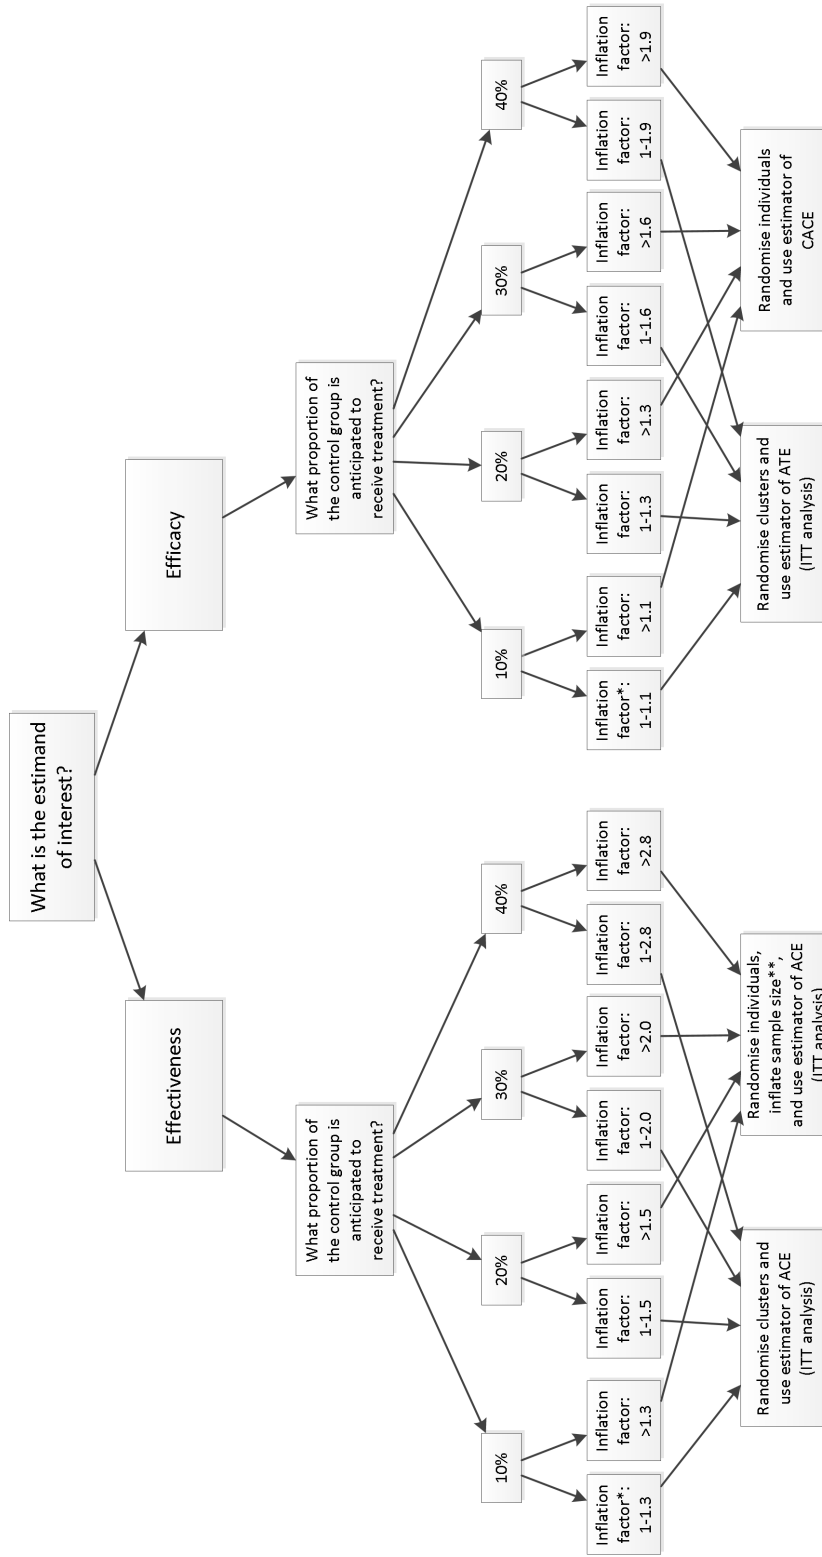 What is the estimand
of interest?
Effectiveness
Efficacy
What proportion of
the control group is
anticipated to
receive treatment?
What proportion of
the control group is
anticipated to
receive treatment?
10%
20%
30%
40%
10%
20%
30%
40%
Inflation
factor*:
1-1.3
Inflation
factor:
>1.3
Inflation
factor:
1-1.5
Inflation
factor:
>1.5
Inflation
factor:
1-2.0
Inflation
factor:
>2.0
Inflation
factor:
1-2.8
Inflation
factor:
>2.8
Inflation
factor*:
1-1.1
Inflation
factor:
>1.1
Inflation
factor:
1-1.3
Inflation
factor:
>1.3
Inflation
factor:
1-1.6
Inflation
factor:
>1.6
Inflation
factor:
1-1.9
Inflation
factor:
>1.9
Randomise clusters and
use estimator of ACE
(ITT analysis)
Randomise individuals,
inflate sample size**,
and use estimator of ACE
(ITT analysis)
Randomise clusters and
use estimator of ATE
(ITT analysis)
Randomise individuals
and use estimator of
CACE